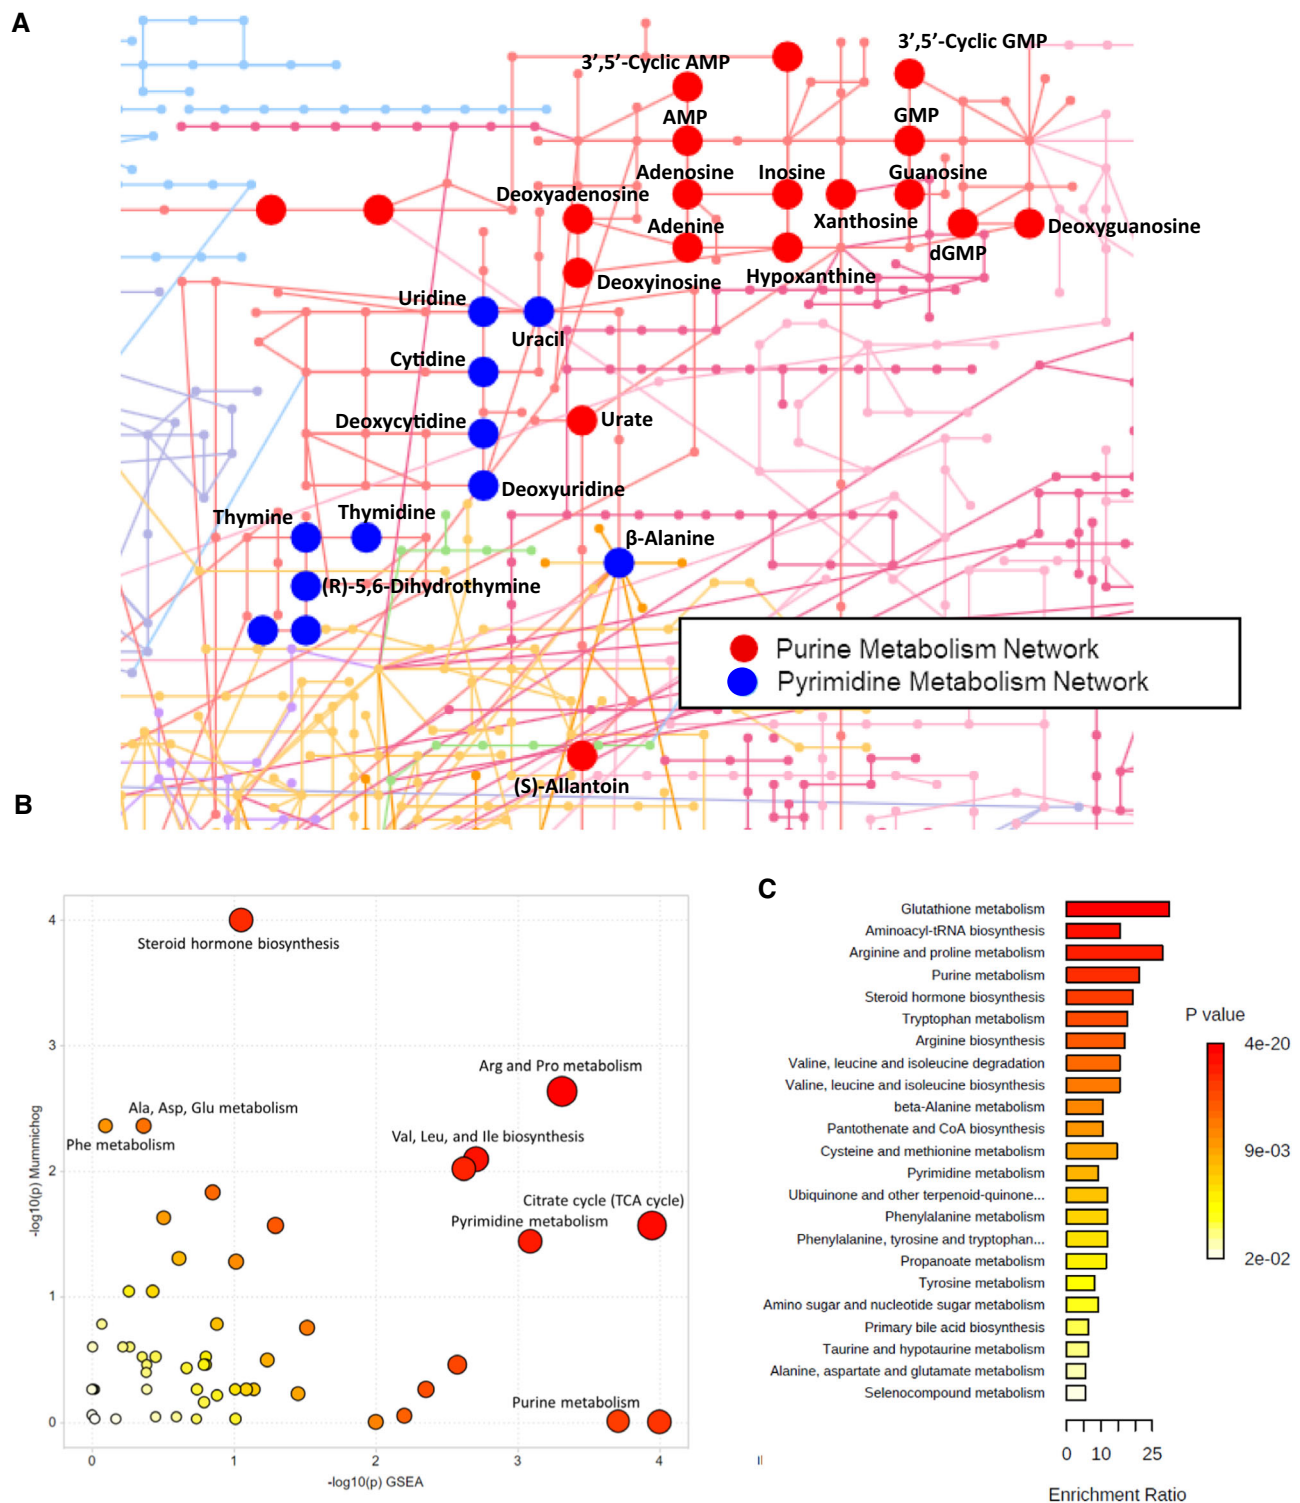 A
3',5'-Cyclic GMP
3',5'-Cyclic AMP
AMP
GMP
Adenosine
Inosine
Guanosine
Deoxyadenosine
Xanthosine
Adenine
Deoxyguanosine
dGMP
Deoxyinosine
Hypoxanthine
Uridine
Uracil
Cytidine
Deoxycytidine
Urate
Deoxyuridine
Thymine
Thymidine
β-Alanine
(R)-5,6-Dihydrothymine
Purine Metabolism Network
Pyrimidine Metabolism Network
(S)-Allantoin
B
4
3
2
1
0
-log10(p) Mummichog
Steroid hormone biosynthesis
Arg and Pro metabolism
Ala, Asp, Glu metabolism
Phe metabolism
Val, Leu, and Ile biosynthesis
Citrate cycle (TCA cycle)
Pyrimidine metabolism
Purine metabolism
0
1
2
3
4
-log10(p) GSEA
C
Glutathione metabolism
Aminoacyl-tRNA biosynthesis
Arginine and proline metabolism
Purine metabolism
Steroid hormone biosynthesis
Tryptophan metabolism
Arginine biosynthesis
Valine, leucine and isoleucine degradation
Valine, leucine and isoleucine biosynthesis
beta-Alanine metabolism
Pantothenate and CoA biosynthesis
Cysteine and methionine metabolism
Pyrimidine metabolism
Ubiquinone and other terpenoid-quinone...
Phenylalanine metabolism
Phenylalanine, tyrosine and tryptophan...
Propanoate metabolism
Tyrosine metabolism
Amino sugar and nucleotide sugar metabolism
Primary bile acid biosynthesis
Taurine and hypotaurine metabolism
Alanine, aspartate and glutamate metabolism
Selenocompound metabolism
P value
4e-20
9e-03
2e-02
0 10 25
Enrichment Ratio